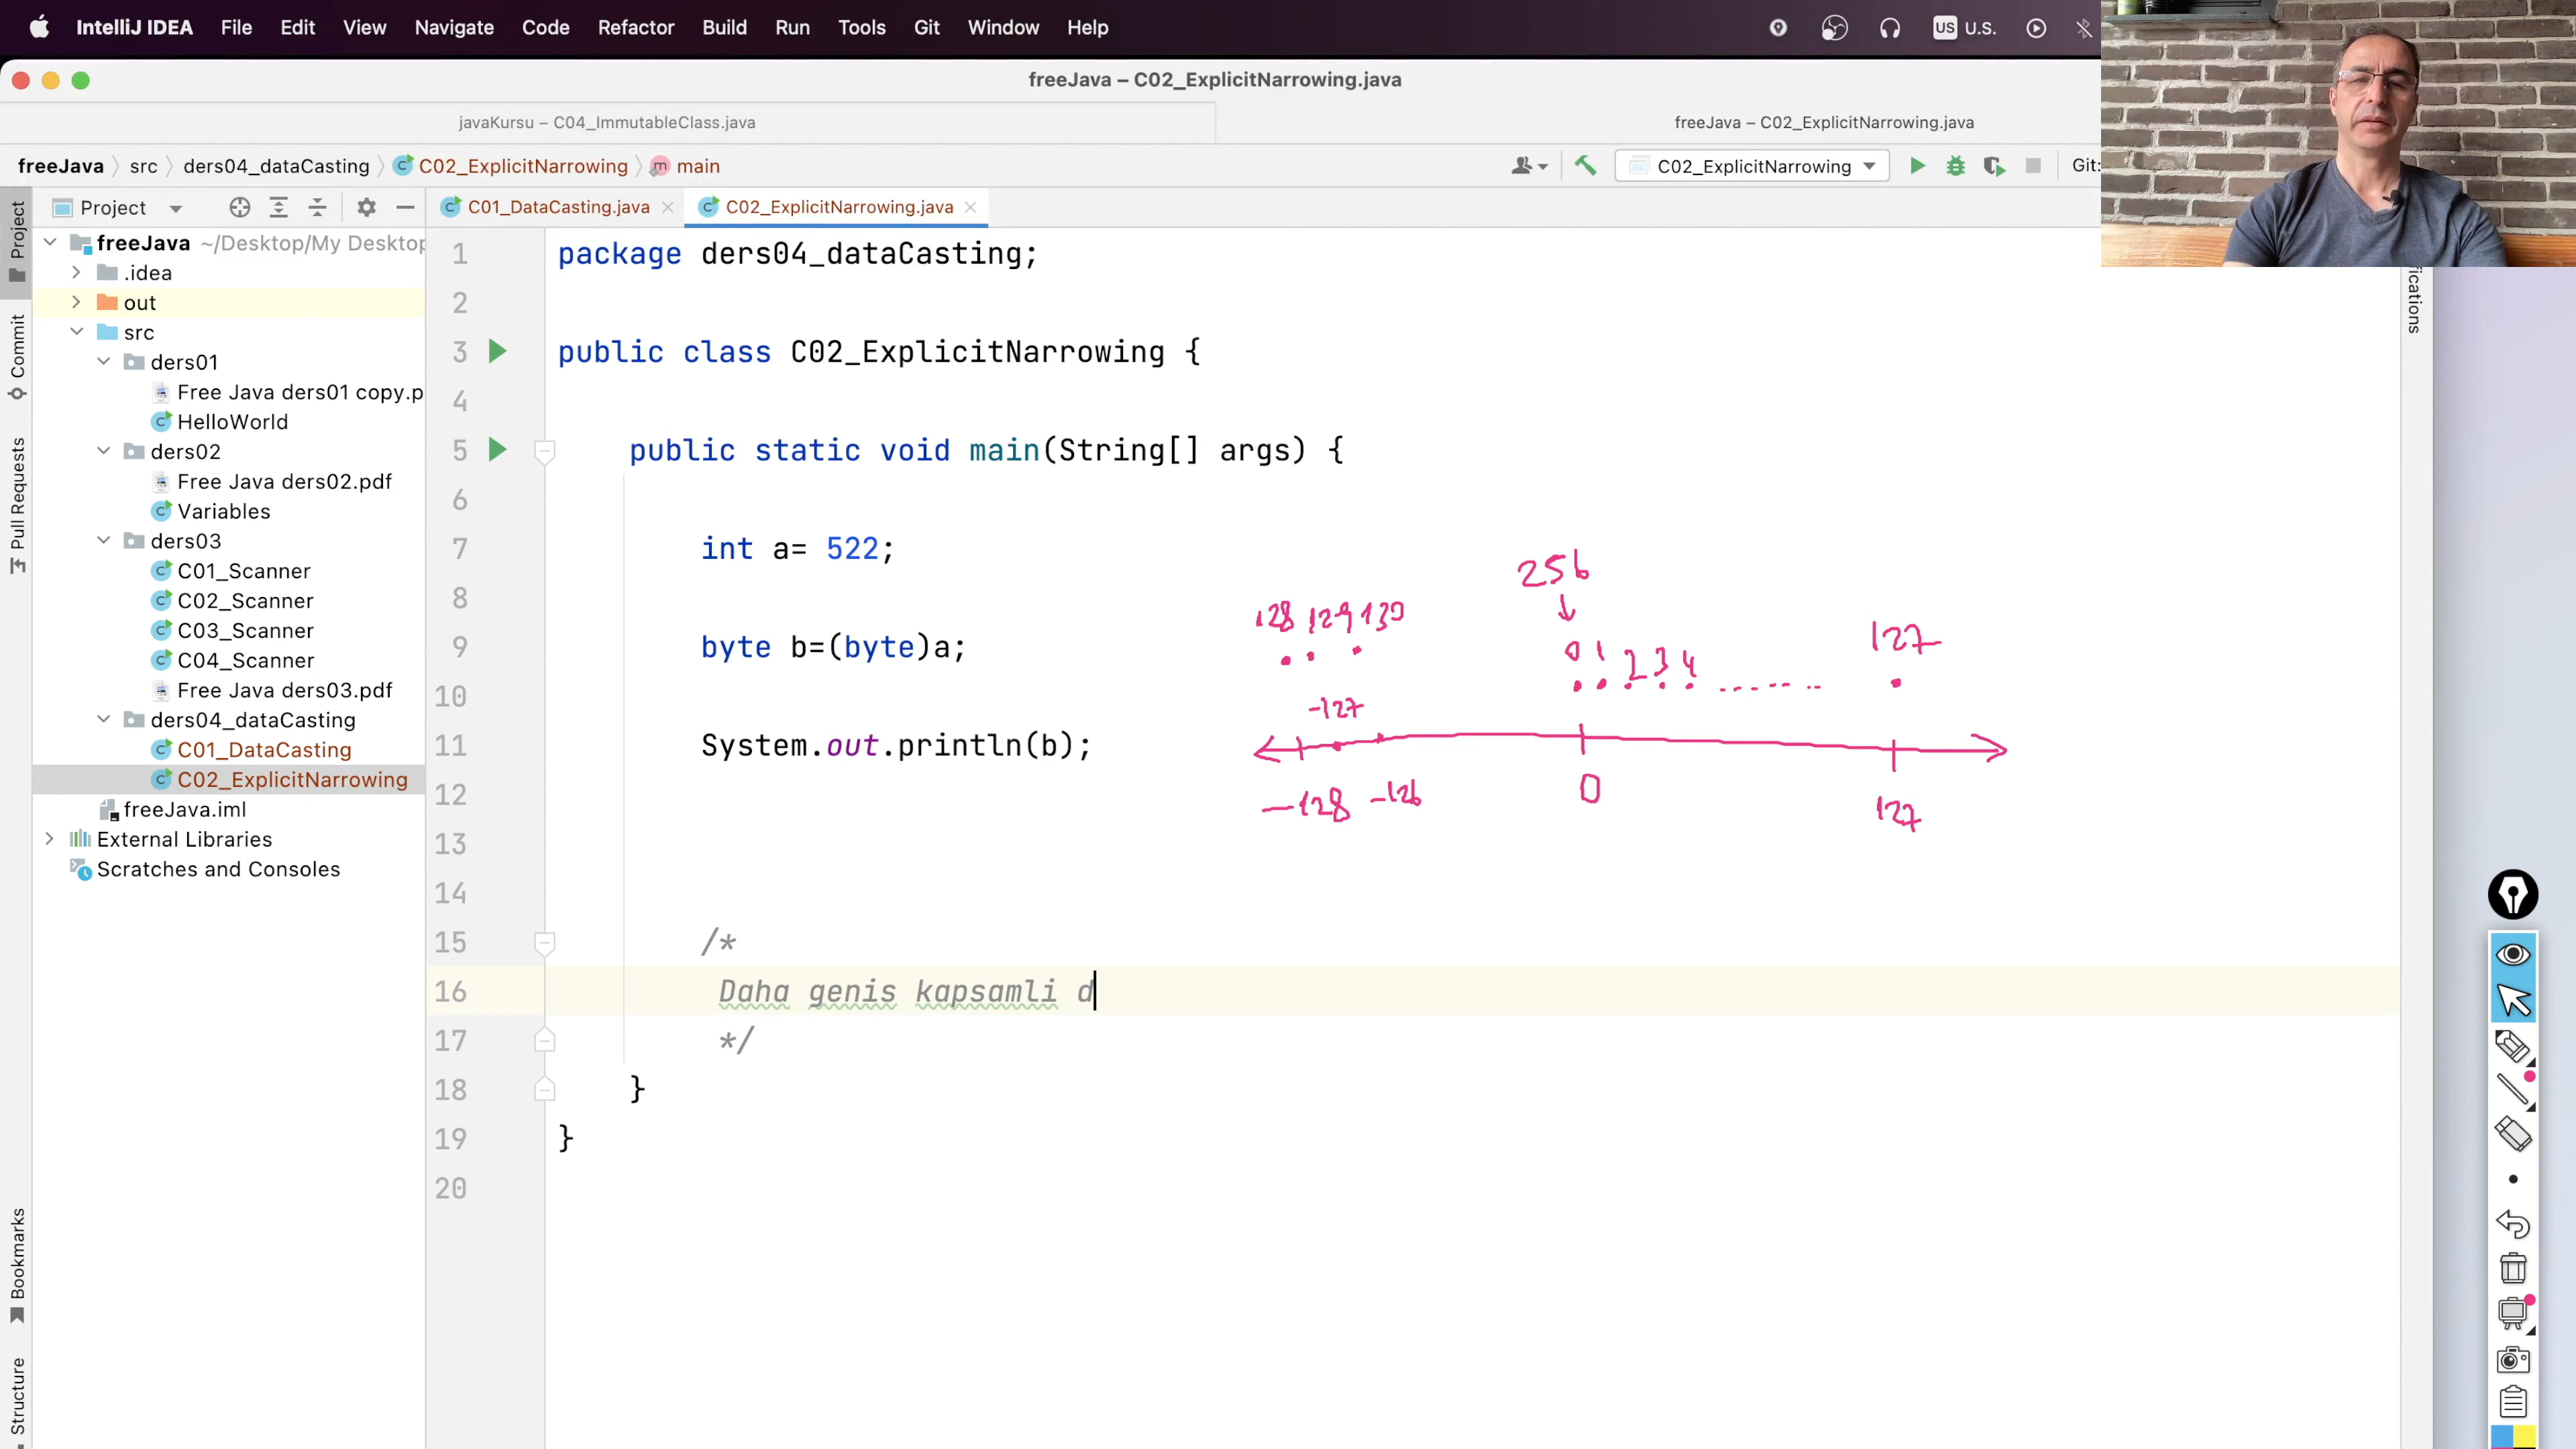 IntelliJ IDEA File Edit View Navigate Code Refactor Build Run Tools Git Window Help US U.S.
freeJava – C02_ExplicitNarrowing.java
javaKursu – C04_ImmutableClass.java freeJava – C02_ExplicitNarrowing.java
freeJava src ders04_dataCasting C02_ExplicitNarrowing m main C02_ExplicitNarrowing Git:
Project C01_DataCasting.java C02_ExplicitNarrowing.java
Project
Commit
Pull Requests
Bookmarks
Structure
freeJava ~/Desktop/My Desktop
.idea
out
src
ders01
Free Java ders01 copy.p
HelloWorld
ders02
Free Java ders02.pdf
Variables
ders03
C01_Scanner
C02_Scanner
C03_Scanner
C04_Scanner
Free Java ders03.pdf
ders04_dataCasting
C01_DataCasting
C02_ExplicitNarrowing
freeJava.iml
External Libraries
Scratches and Consoles
1 package ders04_dataCasting;
2
3 public class C02_ExplicitNarrowing {
4
5 public static void main(String[] args) {
6
7 int a= 522;
8
9 byte b=(byte)a;
10
11 System.out.println(b);
12
13
14
15 /*
16 Daha genis kapsamli d
17 */
18 }
19 }
20
256
128 129 130
0 1 2 3 4 127
-127
-128 -126 0 127
ifications